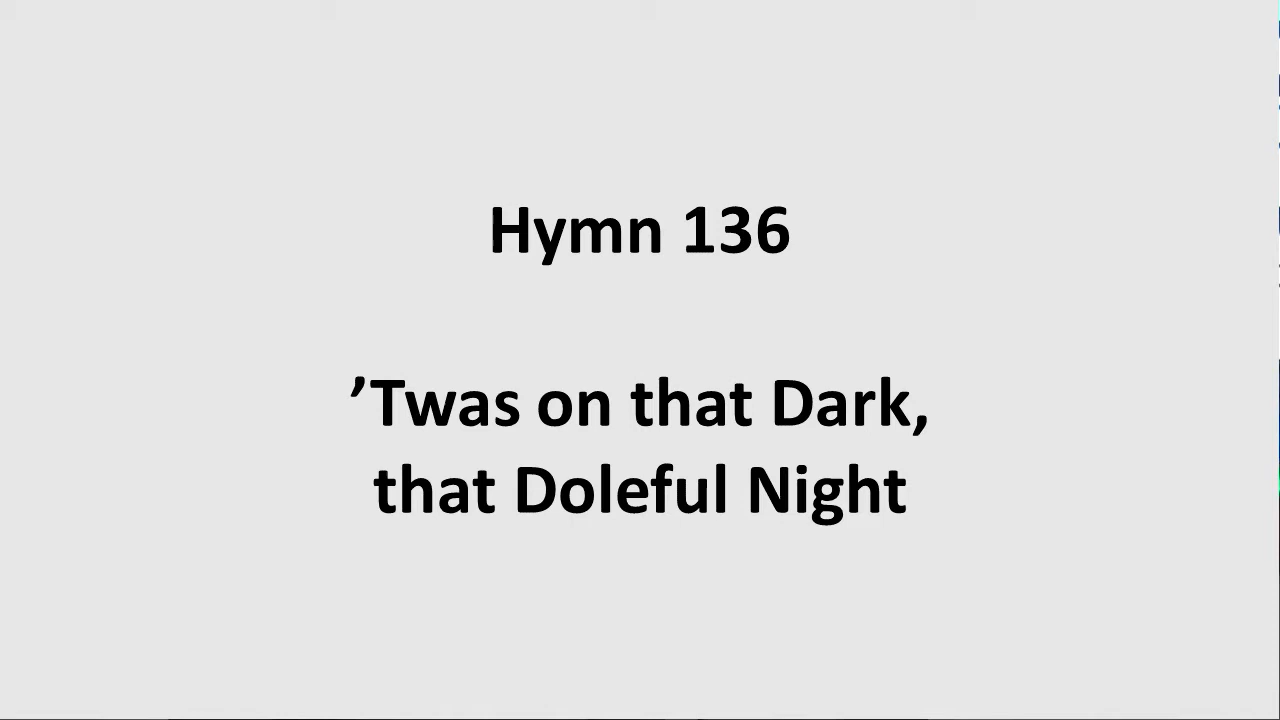 Hymn 136
’Twas on that Dark,
that Doleful Night